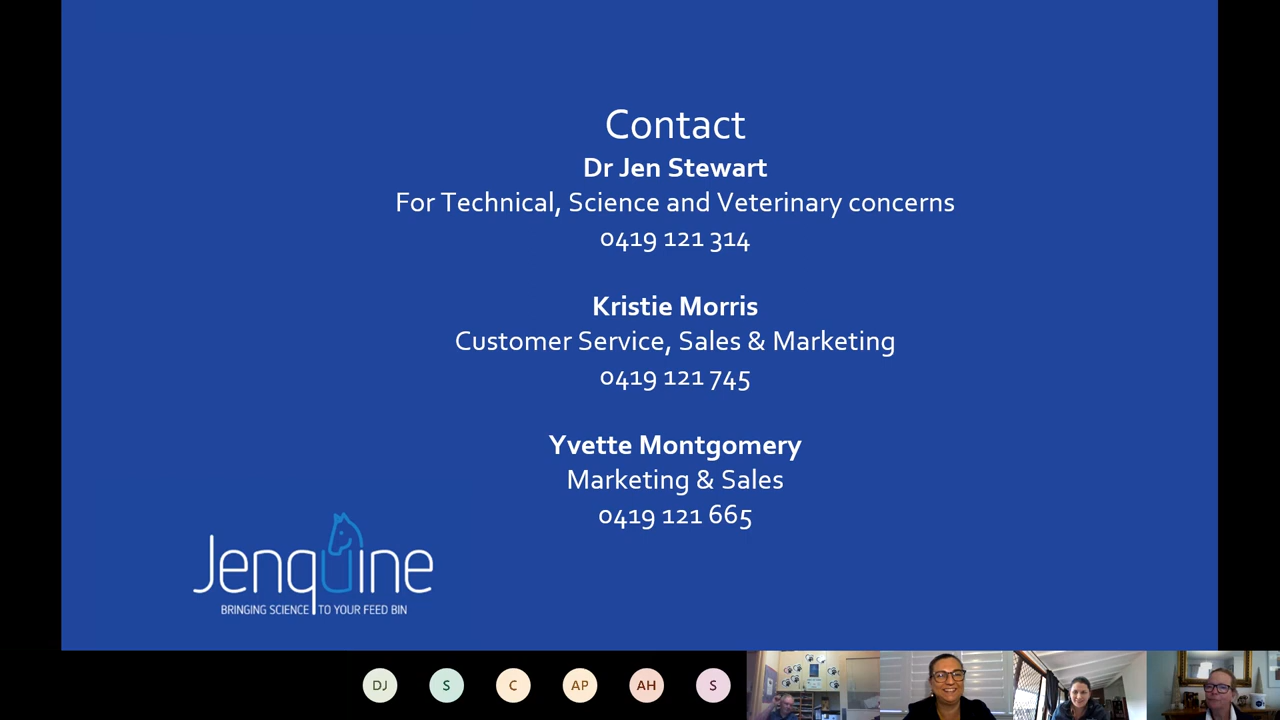 Contact
Dr Jen Stewart
For Technical, Science and Veterinary concerns
0419 121 314
Kristie Morris
Customer Service, Sales & Marketing
0419 121 745
Yvette Montgomery
Marketing & Sales
0419 121 665
Jenquine
BRINGING SCIENCE TO YOUR FEED BIN
DJ
S
C
AP
AH
S